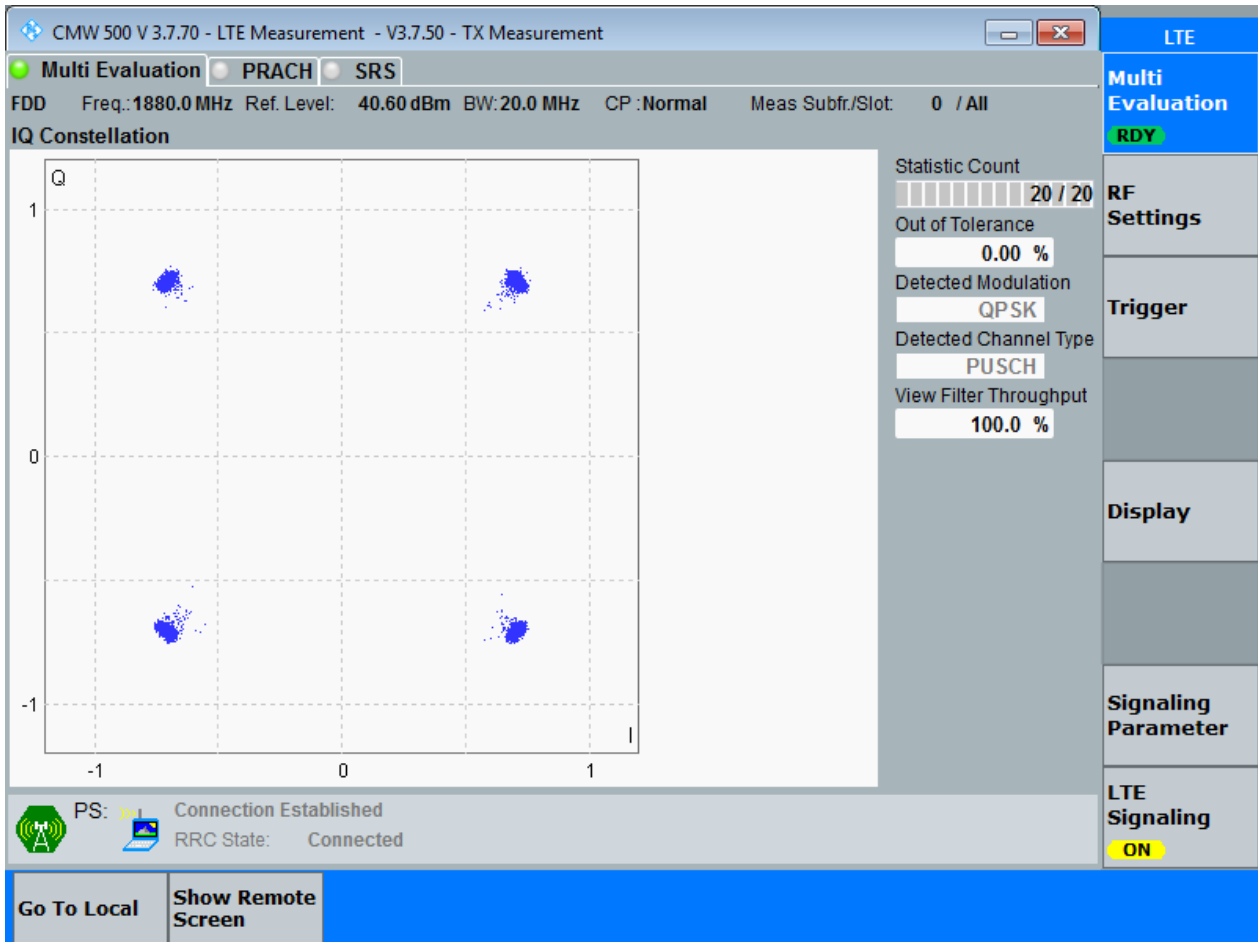 CMW 500 V 3.7.70 - LTE Measurement - V3.7.50 - TX Measurement
LTE
Multi Evaluation PRACH SRS
Multi
Evaluation
RDY
FDD Freq.: 1880.0 MHz Ref. Level: 40.60 dBm BW: 20.0 MHz CP : Normal Meas Subfr./Slot: 0 / All
IQ Constellation
Q
1
0
-1
I
-1 0 1
Statistic Count
20 / 20
Out of Tolerance
0.00 %
Detected Modulation
QPSK
Detected Channel Type
PUSCH
View Filter Throughput
100.0 %
RF
Settings
Trigger
Display
Signaling
Parameter
LTE
Signaling
ON
PS: Connection Established
RRC State: Connected
Go To Local
Show Remote
Screen